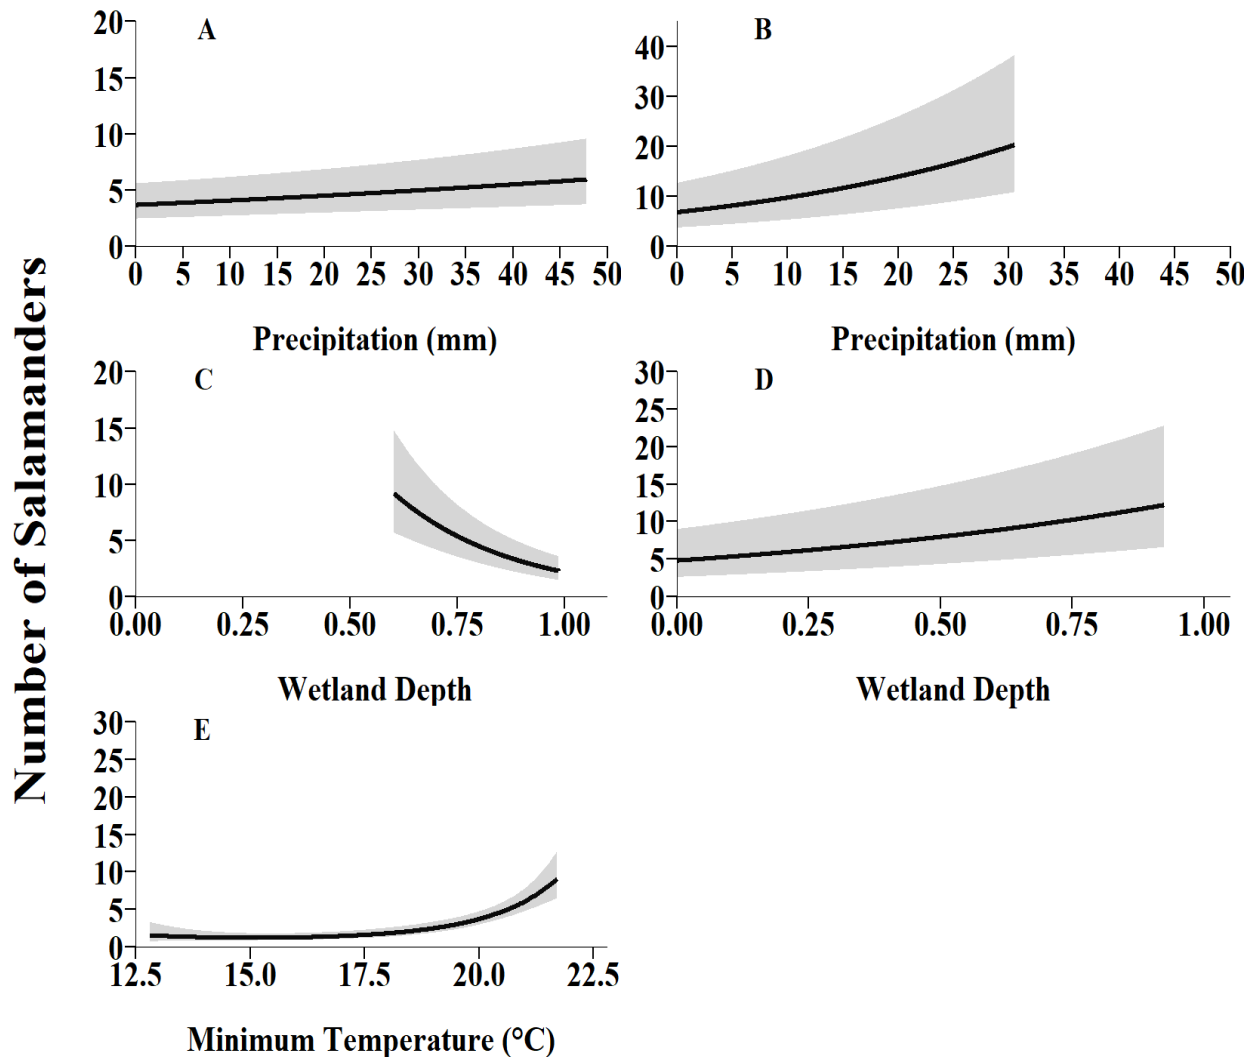 Number of Salamanders
A
20
15
10
5
0
0 5 10 15 20 25 30 35 40 45 50
Precipitation (mm)
B
40
30
20
10
0
0 5 10 15 20 25 30 35 40 45 50
Precipitation (mm)
C
20
15
10
5
0
0.00 0.25 0.50 0.75 1.00
Wetland Depth
D
30
25
20
15
10
5
0
0.00 0.25 0.50 0.75 1.00
Wetland Depth
E
30
25
20
15
10
5
0
12.5 15.0 17.5 20.0 22.5
Minimum Temperature (°C)